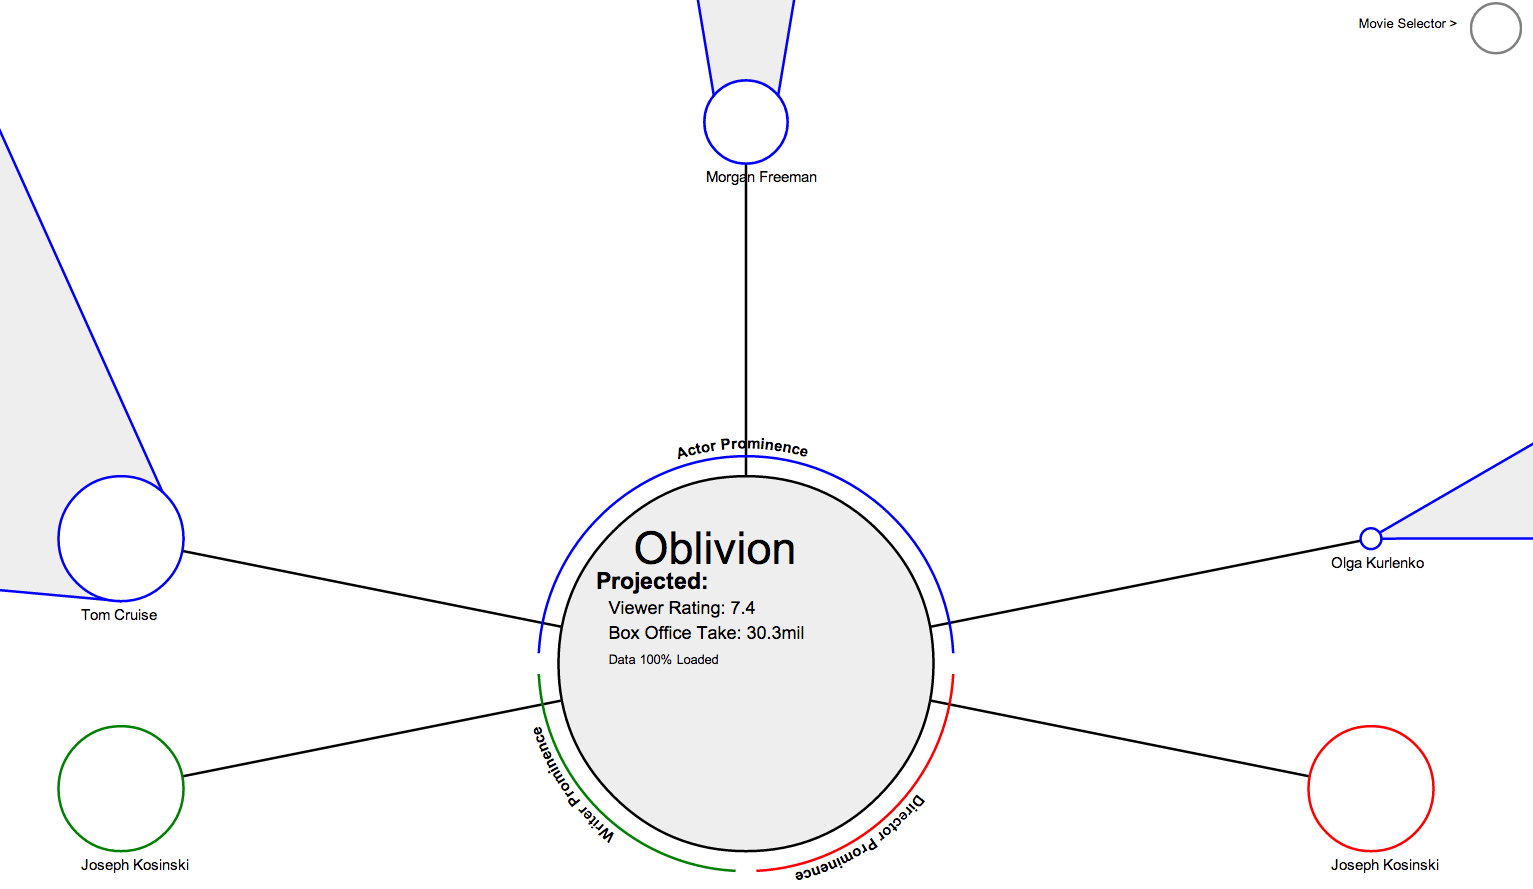 Movie Selector >
Morgan Freeman
Actor Prominence
Oblivion
Projected:
Viewer Rating: 7.4
Box Office Take: 30.3mil
Data 100% Loaded
Tom Cruise
Olga Kurlenko
Writer Prominence
Director Prominence
Joseph Kosinski
Joseph Kosinski